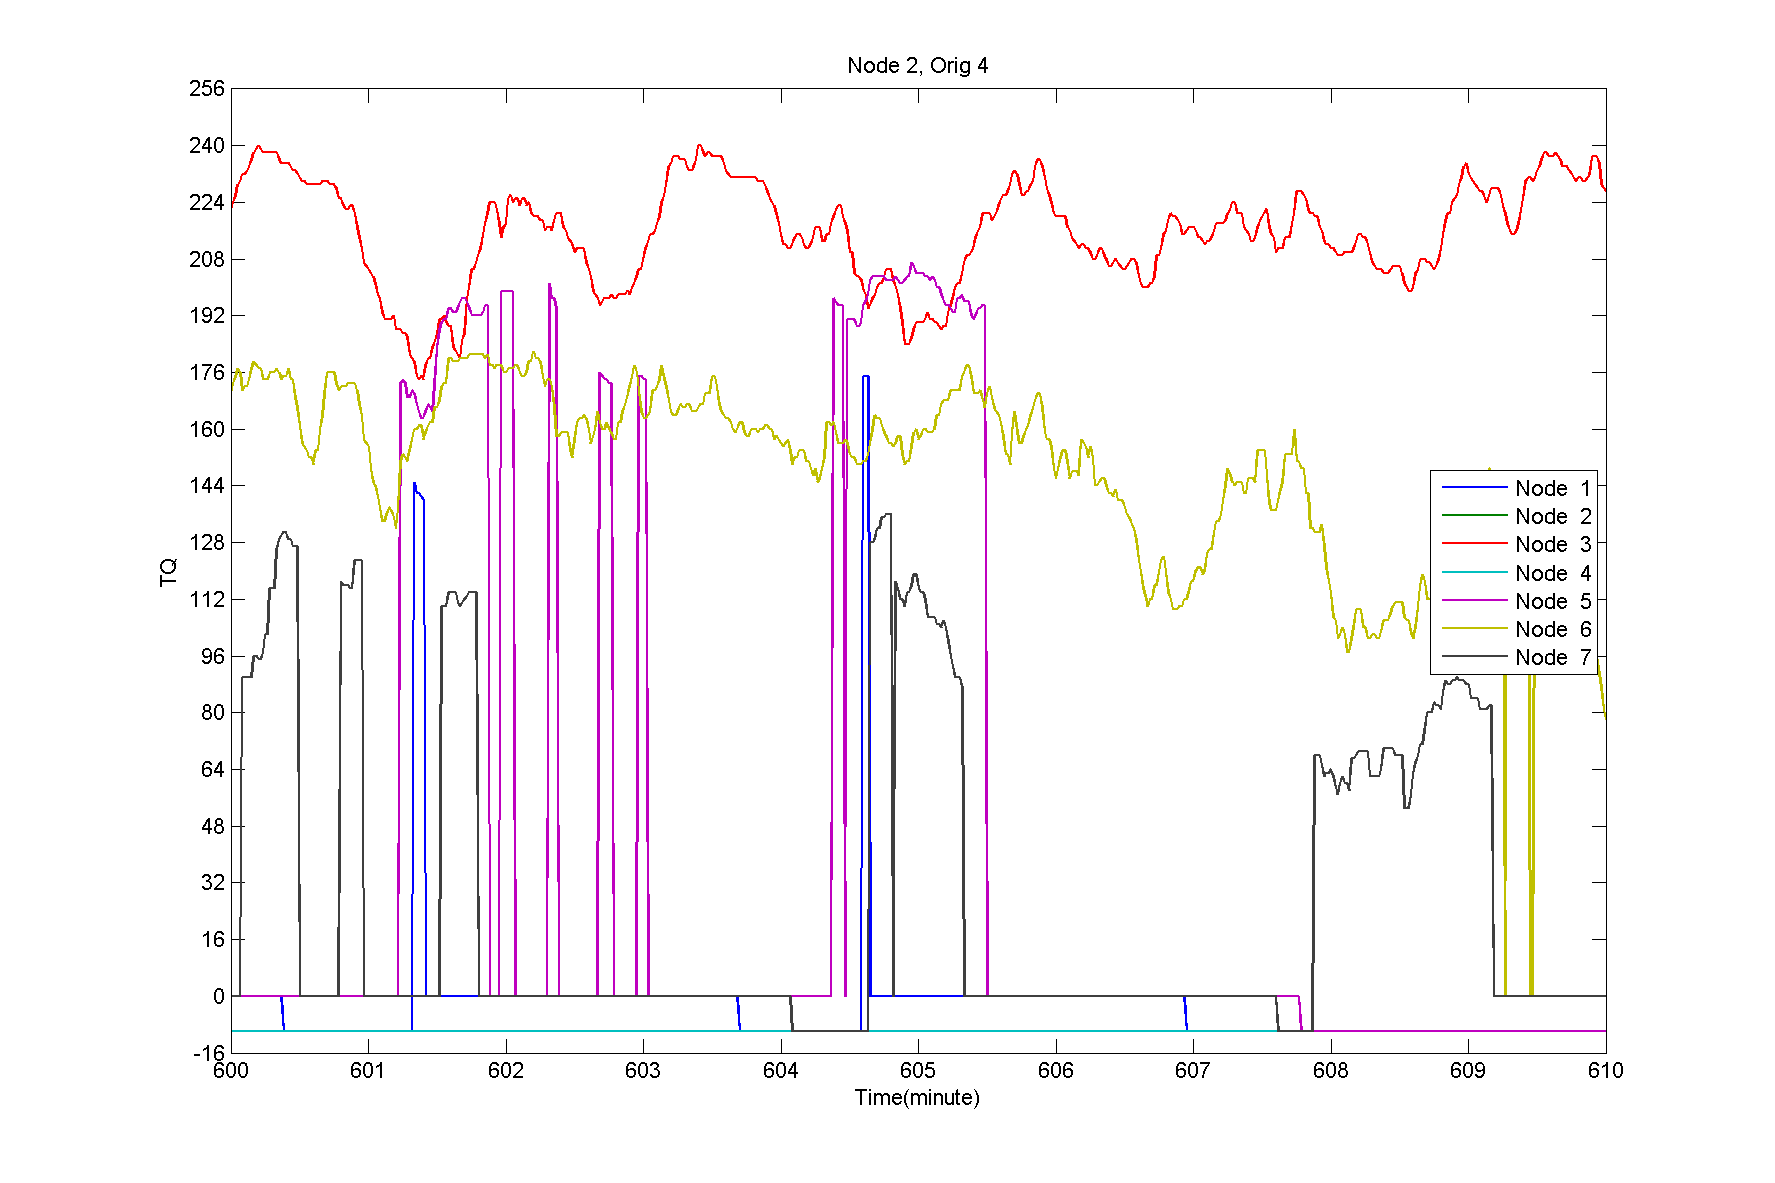 Node 2, Orig 4
256
240
224
208
192
176
160
144
128
112
96
80
64
48
32
16
0
-16
TQ
Node 1
Node 2
Node 3
Node 4
Node 5
Node 6
Node 7
600 601 602 603 604 605 606 607 608 609 610
Time(minute)